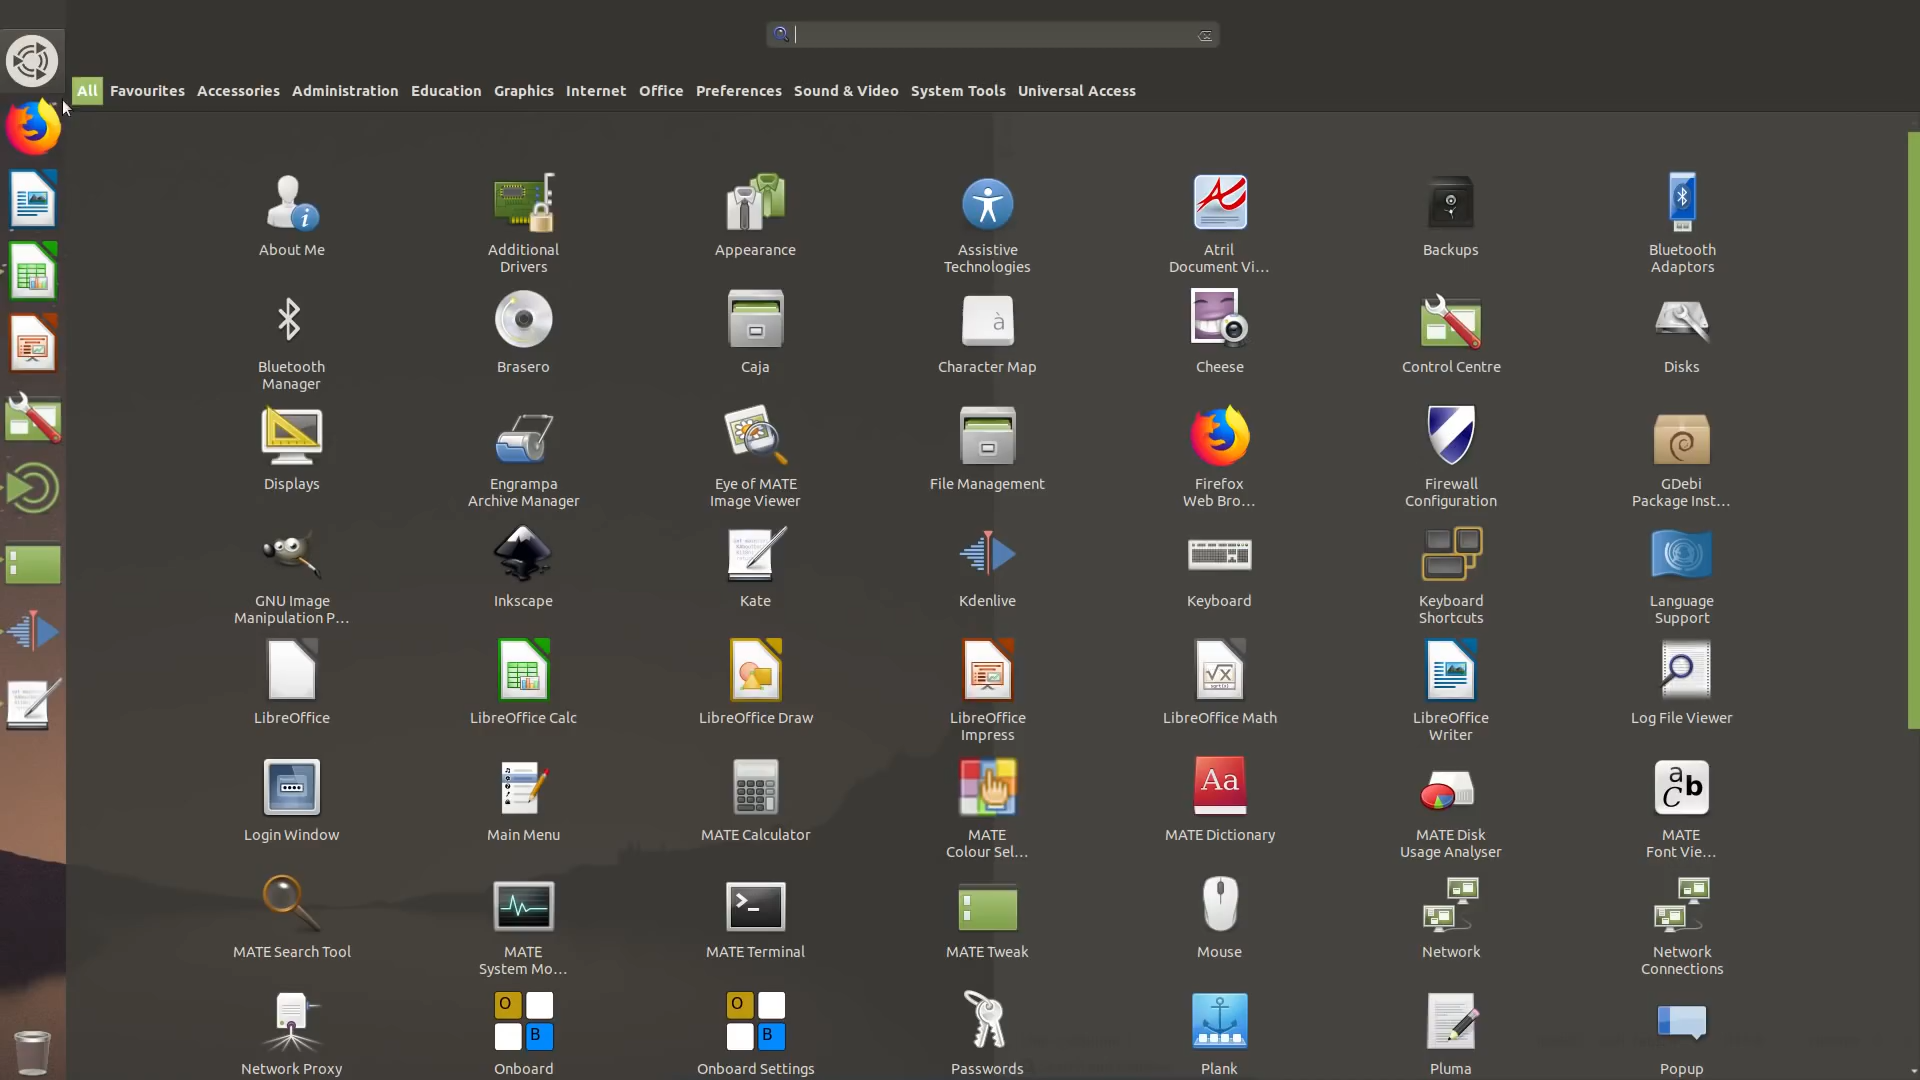 All Favourites Accessories Administration Education Graphics Internet Office Preferences Sound & Video System Tools Universal Access
About Me
Additional
Drivers
Appearance
Assistive
Technologies
Atril
Document Vi...
Backups
Bluetooth
Adaptors
Bluetooth
Manager
Brasero
Caja
à
Character Map
Cheese
Control Centre
Disks
Displays
Engrampa
Archive Manager
Eye of MATE
Image Viewer
File Management
Firefox
Web Bro...
Firewall
Configuration
GDebi
Package Inst...
GNU Image
Manipulation P...
Inkscape
Kate
Kdenlive
Keyboard
Keyboard
Shortcuts
Language
Support
LibreOffice
LibreOffice Calc
LibreOffice Draw
LibreOffice
Impress
√x
LibreOffice Math
LibreOffice
Writer
Log File Viewer
Login Window
Main Menu
MATE Calculator
MATE
Colour Sel...
Aa
MATE Dictionary
MATE Disk
Usage Analyser
a b
C
MATE
Font Vie...
MATE Search Tool
MATE
System Mo...
>_
MATE Terminal
MATE Tweak
Mouse
Network
Network
Connections
Network Proxy
O
B
Onboard
O
B
Onboard Settings
Passwords
Plank
Pluma
Popup